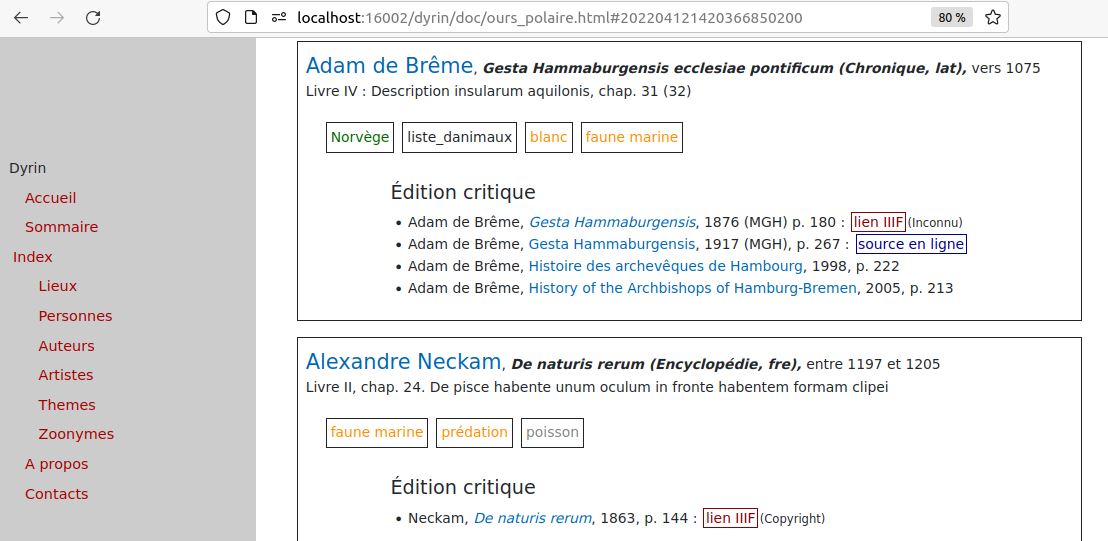 localhost:16002/dyrin/doc/ours_polaire.html#202204121420366850200
80 %
Dyrin
Accueil
Sommaire
Index
Lieux
Personnes
Auteurs
Artistes
Themes
Zoonymes
A propos
Contacts
Adam de Brême, Gesta Hammaburgensis ecclesiae pontificum (Chronique, lat), vers 1075
Livre IV : Description insularum aquilonis, chap. 31 (32)
Norvège liste_danimaux blanc faune marine
Édition critique
• Adam de Brême, Gesta Hammaburgensis, 1876 (MGH) p. 180 : lien IIIF (Inconnu)
• Adam de Brême, Gesta Hammaburgensis, 1917 (MGH), p. 267 : source en ligne
• Adam de Brême, Histoire des archevêques de Hambourg, 1998, p. 222
• Adam de Brême, History of the Archbishops of Hamburg-Bremen, 2005, p. 213
Alexandre Neckam, De naturis rerum (Encyclopédie, fre), entre 1197 et 1205
Livre II, chap. 24. De pisce habente unum oculum in fronte habentem formam clipei
faune marine prédation poisson
Édition critique
• Neckam, De naturis rerum, 1863, p. 144 : lien IIIF (Copyright)